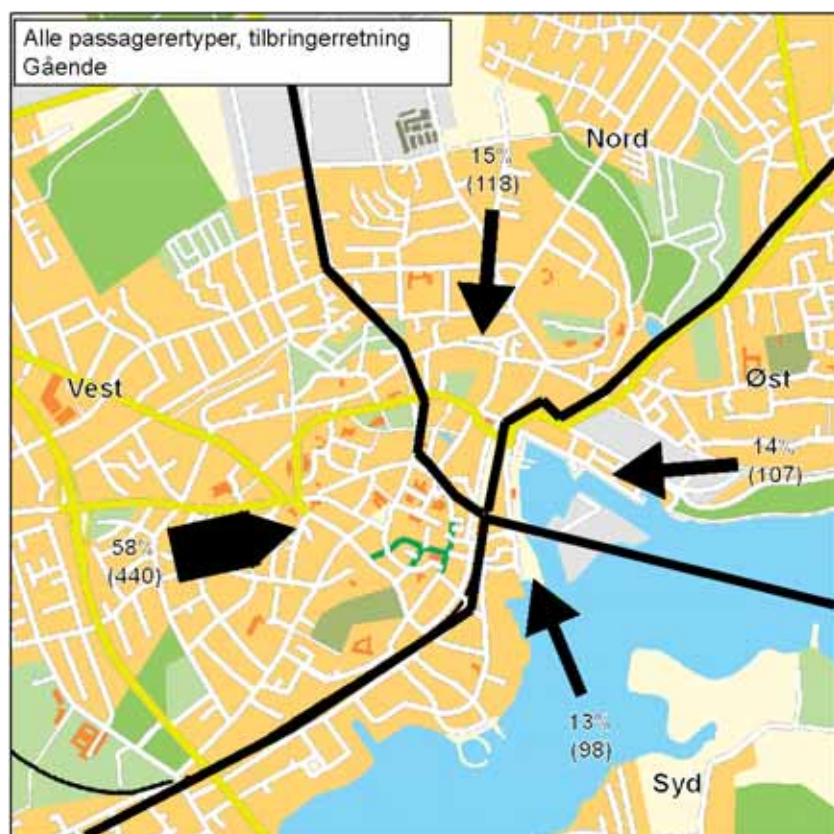 Alle passagerertyper, tilbringerretning
Gående
Nord
15%
(118)
Vest
Øst
14%
(107)
58%
(440)
13%
(98)
Syd